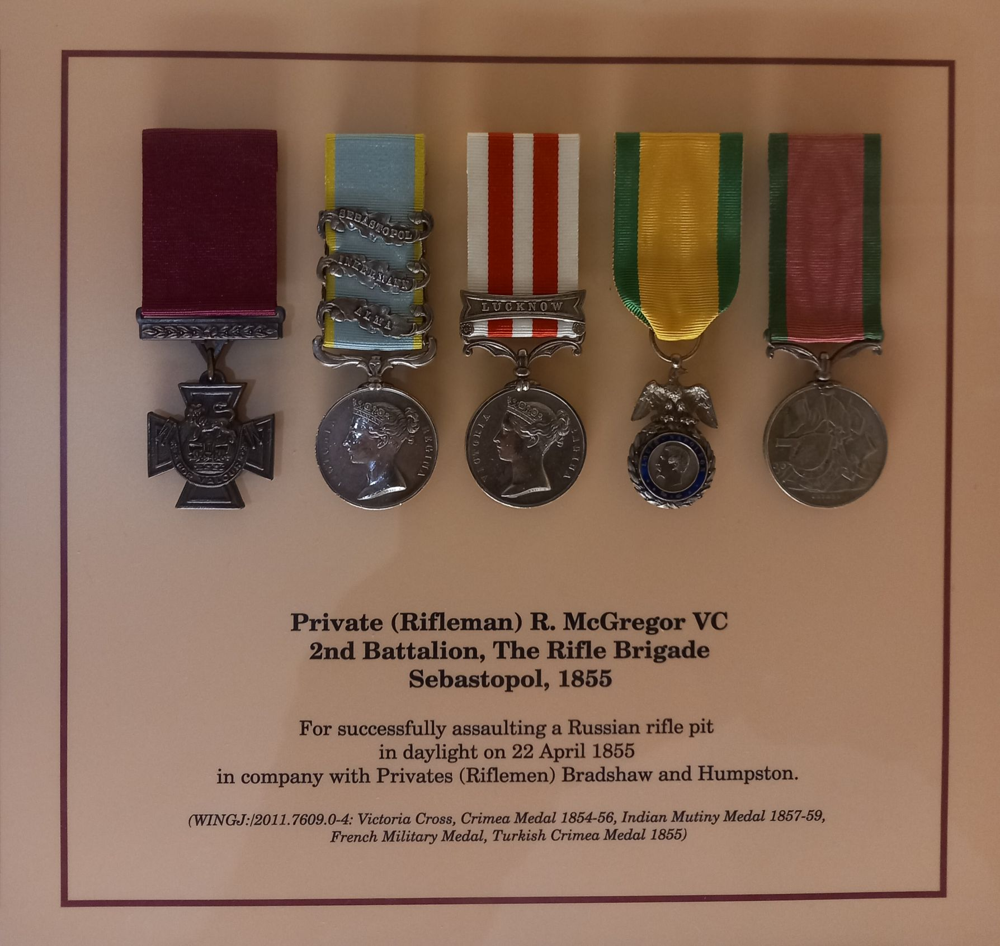 SEBASTOPOL
INKERMANN
ALMA
LUCKNOW
FOR VALOUR
VICTORIA REGINA
VICTORIA REGINA
Private (Rifleman) R. McGregor VC
2nd Battalion, The Rifle Brigade
Sebastopol, 1855
For successfully assaulting a Russian rifle pit
in daylight on 22 April 1855
in company with Privates (Riflemen) Bradshaw and Humpston.
(WINGJ:/2011.7609.0-4: Victoria Cross, Crimea Medal 1854-56, Indian Mutiny Medal 1857-59,
French Military Medal, Turkish Crimea Medal 1855)